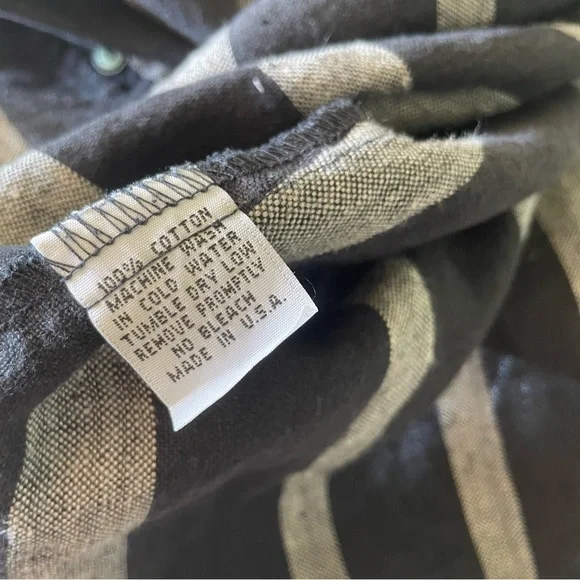 100% COTTON
MACHINE WASH
IN COLD WATER
TUMBLE DRY LOW
REMOVE PROMPTLY
NO BLEACH
MADE IN U.S.A.